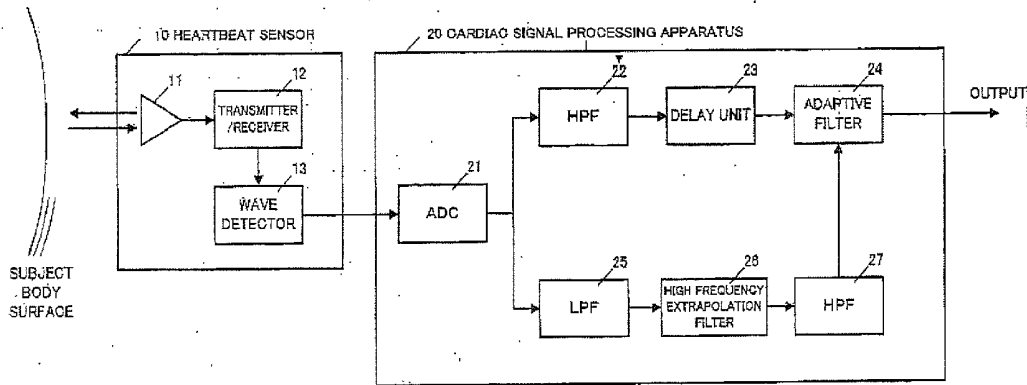 10 HEARTBEAT SENSOR
20 CARDIAC SIGNAL PROCESSING APPARATUS
11
12
TRANSMITTER
/RECEIVER
13
WAVE
DETECTOR
21
ADC
22
HPF
23
DELAY UNIT
24
ADAPTIVE
FILTER
OUTPUT
25
LPF
26
HIGH FREQUENCY
EXTRAPOLATION
FILTER
27
HPF
SUBJECT
BODY
SURFACE